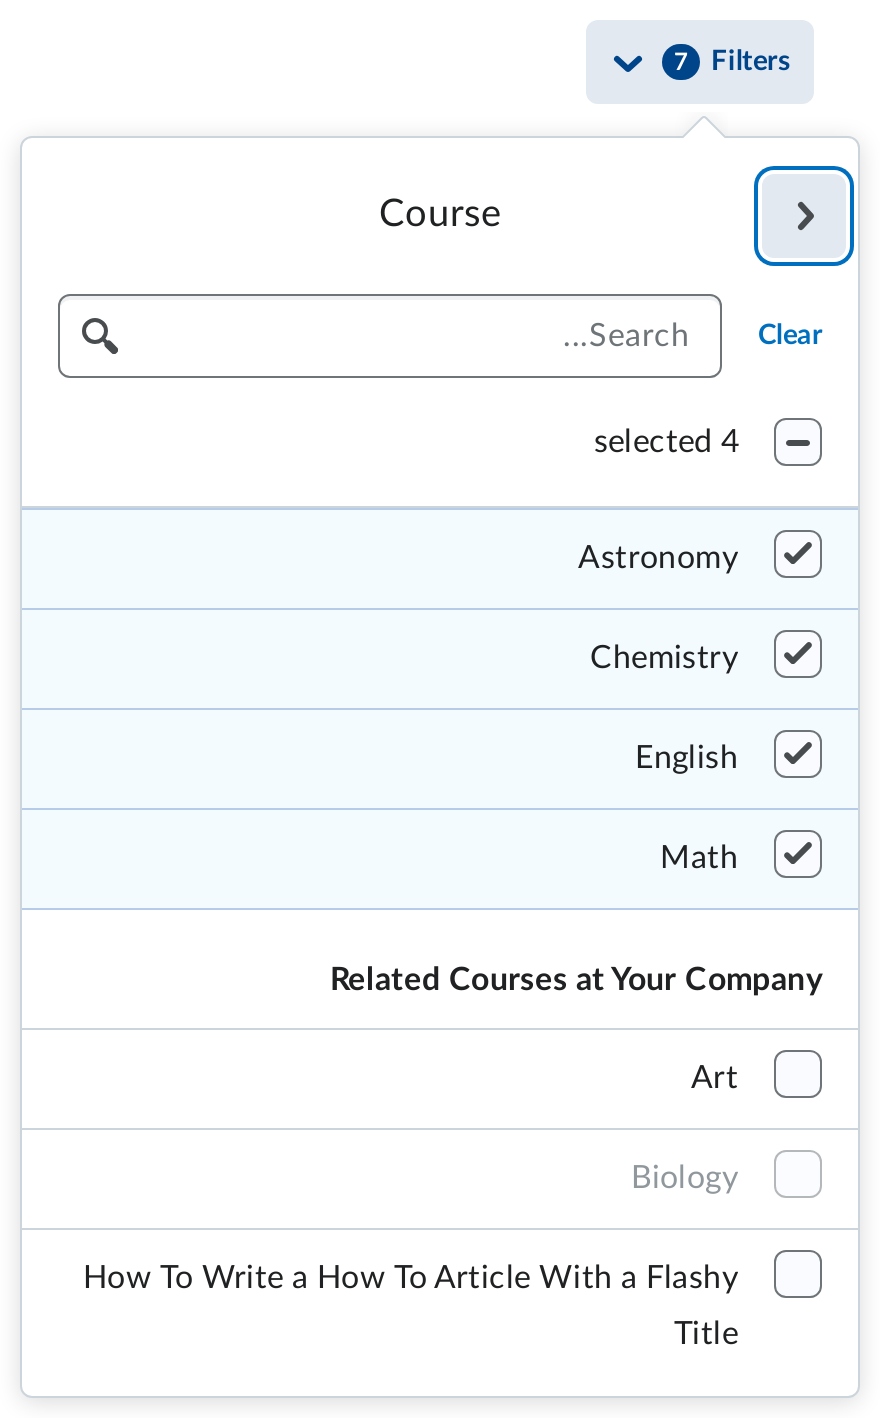 7 Filters
Course
...Search
Clear
selected 4
Astronomy
Chemistry
English
Math
Related Courses at Your Company
Art
Biology
How To Write a How To Article With a Flashy
Title